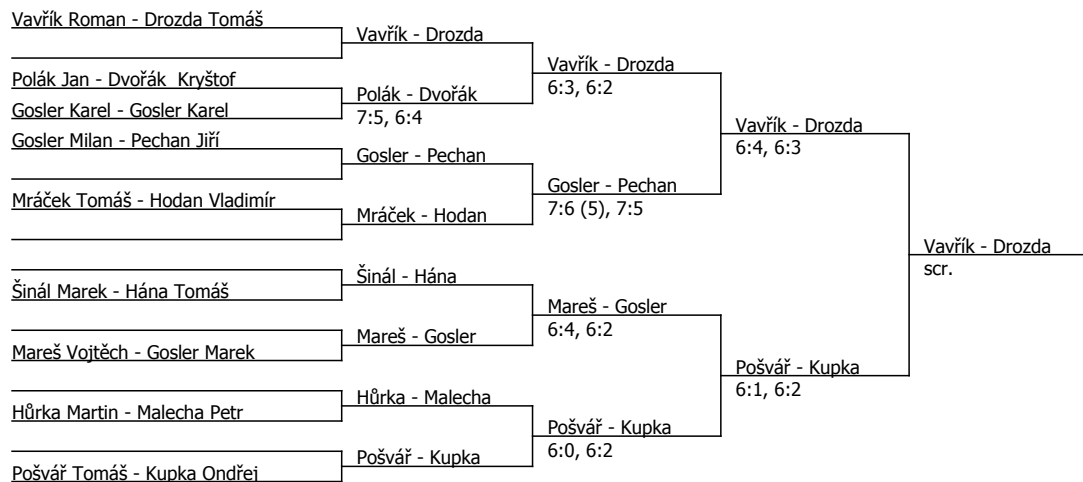 Vavřík Roman - Drozda Tomáš
Polák Jan - Dvořák  Kryštof
Gosler Karel - Gosler Karel
Gosler Milan - Pechan Jiří
Mráček Tomáš - Hodan Vladimír
Šinál Marek - Hána Tomáš
Mareš Vojtěch - Gosler Marek
Hůrka Martin - Malecha Petr
Pošvář Tomáš - Kupka Ondřej
Vavřík - Drozda
Polák - Dvořák
7:5, 6:4
Gosler - Pechan
Mráček - Hodan
Šinál - Hána
Mareš - Gosler
Hůrka - Malecha
Pošvář - Kupka
Vavřík - Drozda
6:3, 6:2
Gosler - Pechan
7:6 (5), 7:5
Mareš - Gosler
6:4, 6:2
Pošvář - Kupka
6:0, 6:2
Vavřík - Drozda
6:4, 6:3
Pošvář - Kupka
6:1, 6:2
Vavřík - Drozda
scr.